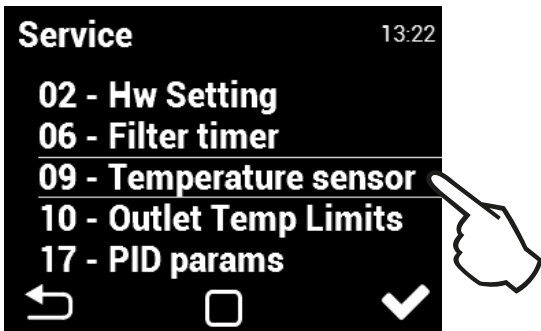 Service 13:22
02 - Hw Setting
06 - Filter timer
09 - Temperature sensor
10 - Outlet Temp Limits
17 - PID params